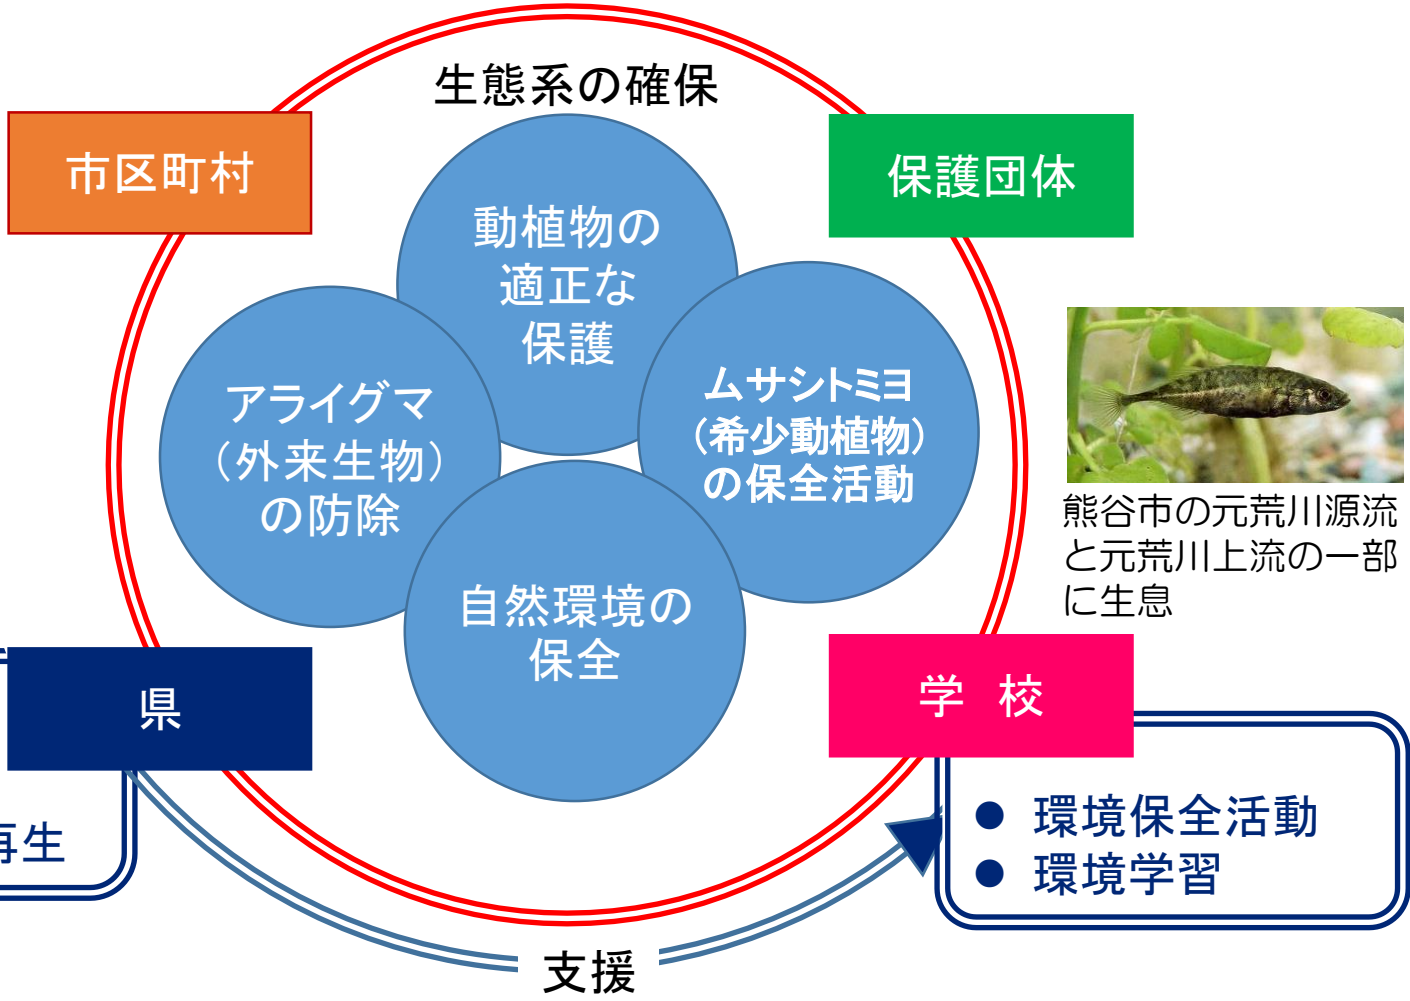 生態系の確保
市区町村
保護団体
動植物の
適正な
保護
アライグマ
（外来生物）
の防除
ムサシトミヨ
（希少動植物）
の保全活動
熊谷市の元荒川源流
と元荒川上流の一部
に生息
自然環境の
保全
県
学 校
再生
● 環境保全活動
● 環境学習
支援